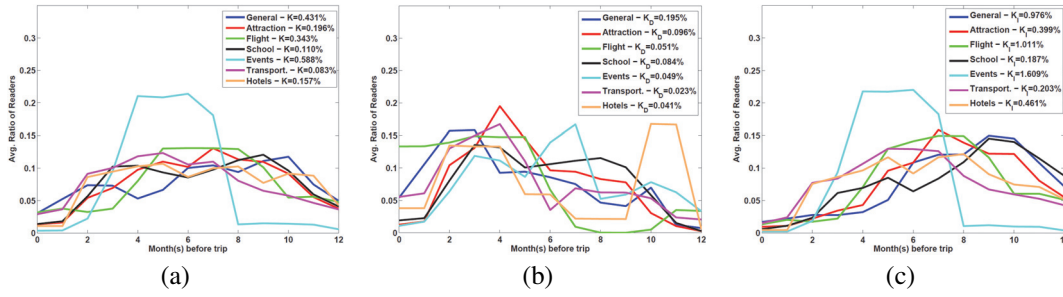 Avg. Ratio of Readers
0.3
0.25
0.2
0.15
0.1
0.05
0
General − K=0.431%
Attraction − K=0.196%
Flight − K=0.343%
School − K=0.110%
Events − K=0.588%
Transport. − K=0.083%
Hotels − K=0.157%
0 2 4 6 8 10 12
Month(s) before trip
(a)
Avg. Ratio of Readers
0.3
0.25
0.2
0.15
0.1
0.05
0
General − K_D=0.195%
Attraction − K_D=0.096%
Flight − K_D=0.051%
School − K_D=0.084%
Events − K_D=0.049%
Transport. − K_D=0.023%
Hotels − K_D=0.041%
0 2 4 6 8 10 12
Month(s) before trip
(b)
Avg. Ratio of Readers
0.3
0.25
0.2
0.15
0.1
0.05
0
General − K_I=0.976%
Attraction − K_I=0.399%
Flight − K_I=1.011%
School − K_I=0.187%
Events − K_I=1.609%
Transport. − K_I=0.203%
Hotels − K_I=0.461%
0 2 4 6 8 10 12
Month(s) before trip
(c)